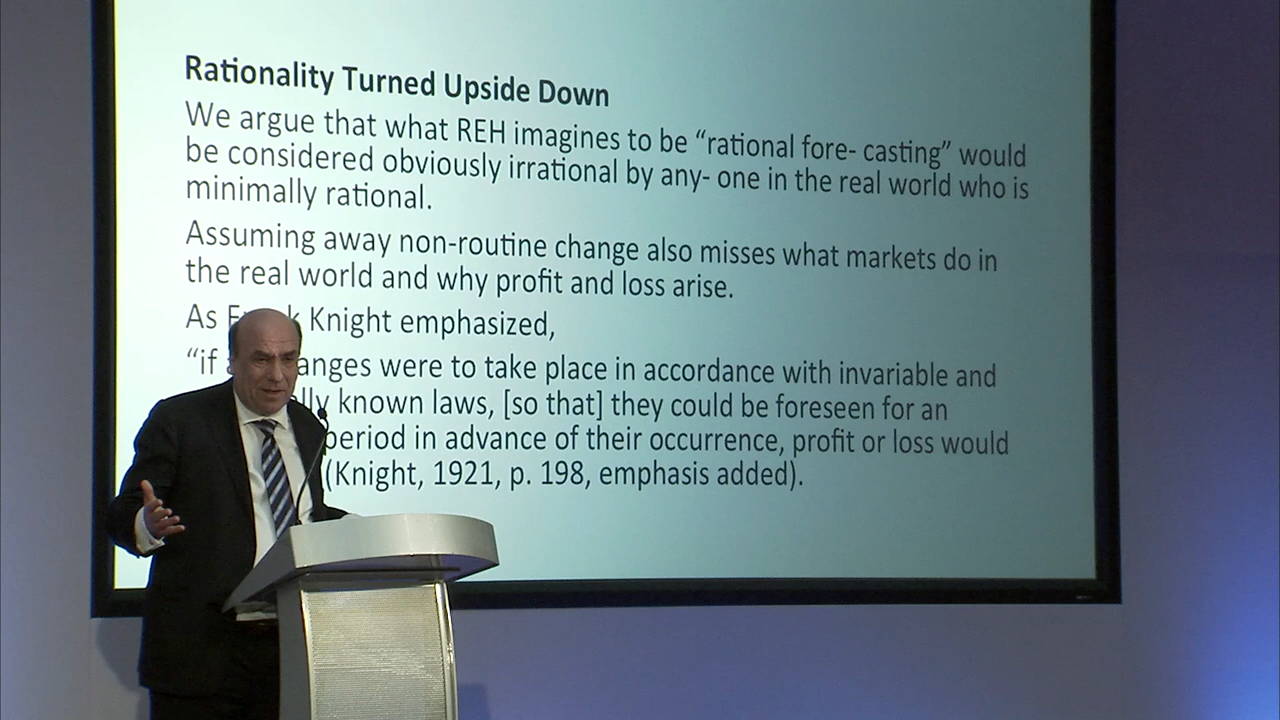 Rationality Turned Upside Down
We argue that what REH imagines to be “rational fore- casting” would
be considered obviously irrational by any- one in the real world who is
minimally rational.
Assuming away non-routine change also misses what markets do in
the real world and why profit and loss arise.
As Knight emphasized,
“if anges were to take place in accordance with invariable and
lly known laws, [so that] they could be foreseen for an
period in advance of their occurrence, profit or loss would
(Knight, 1921, p. 198, emphasis added).